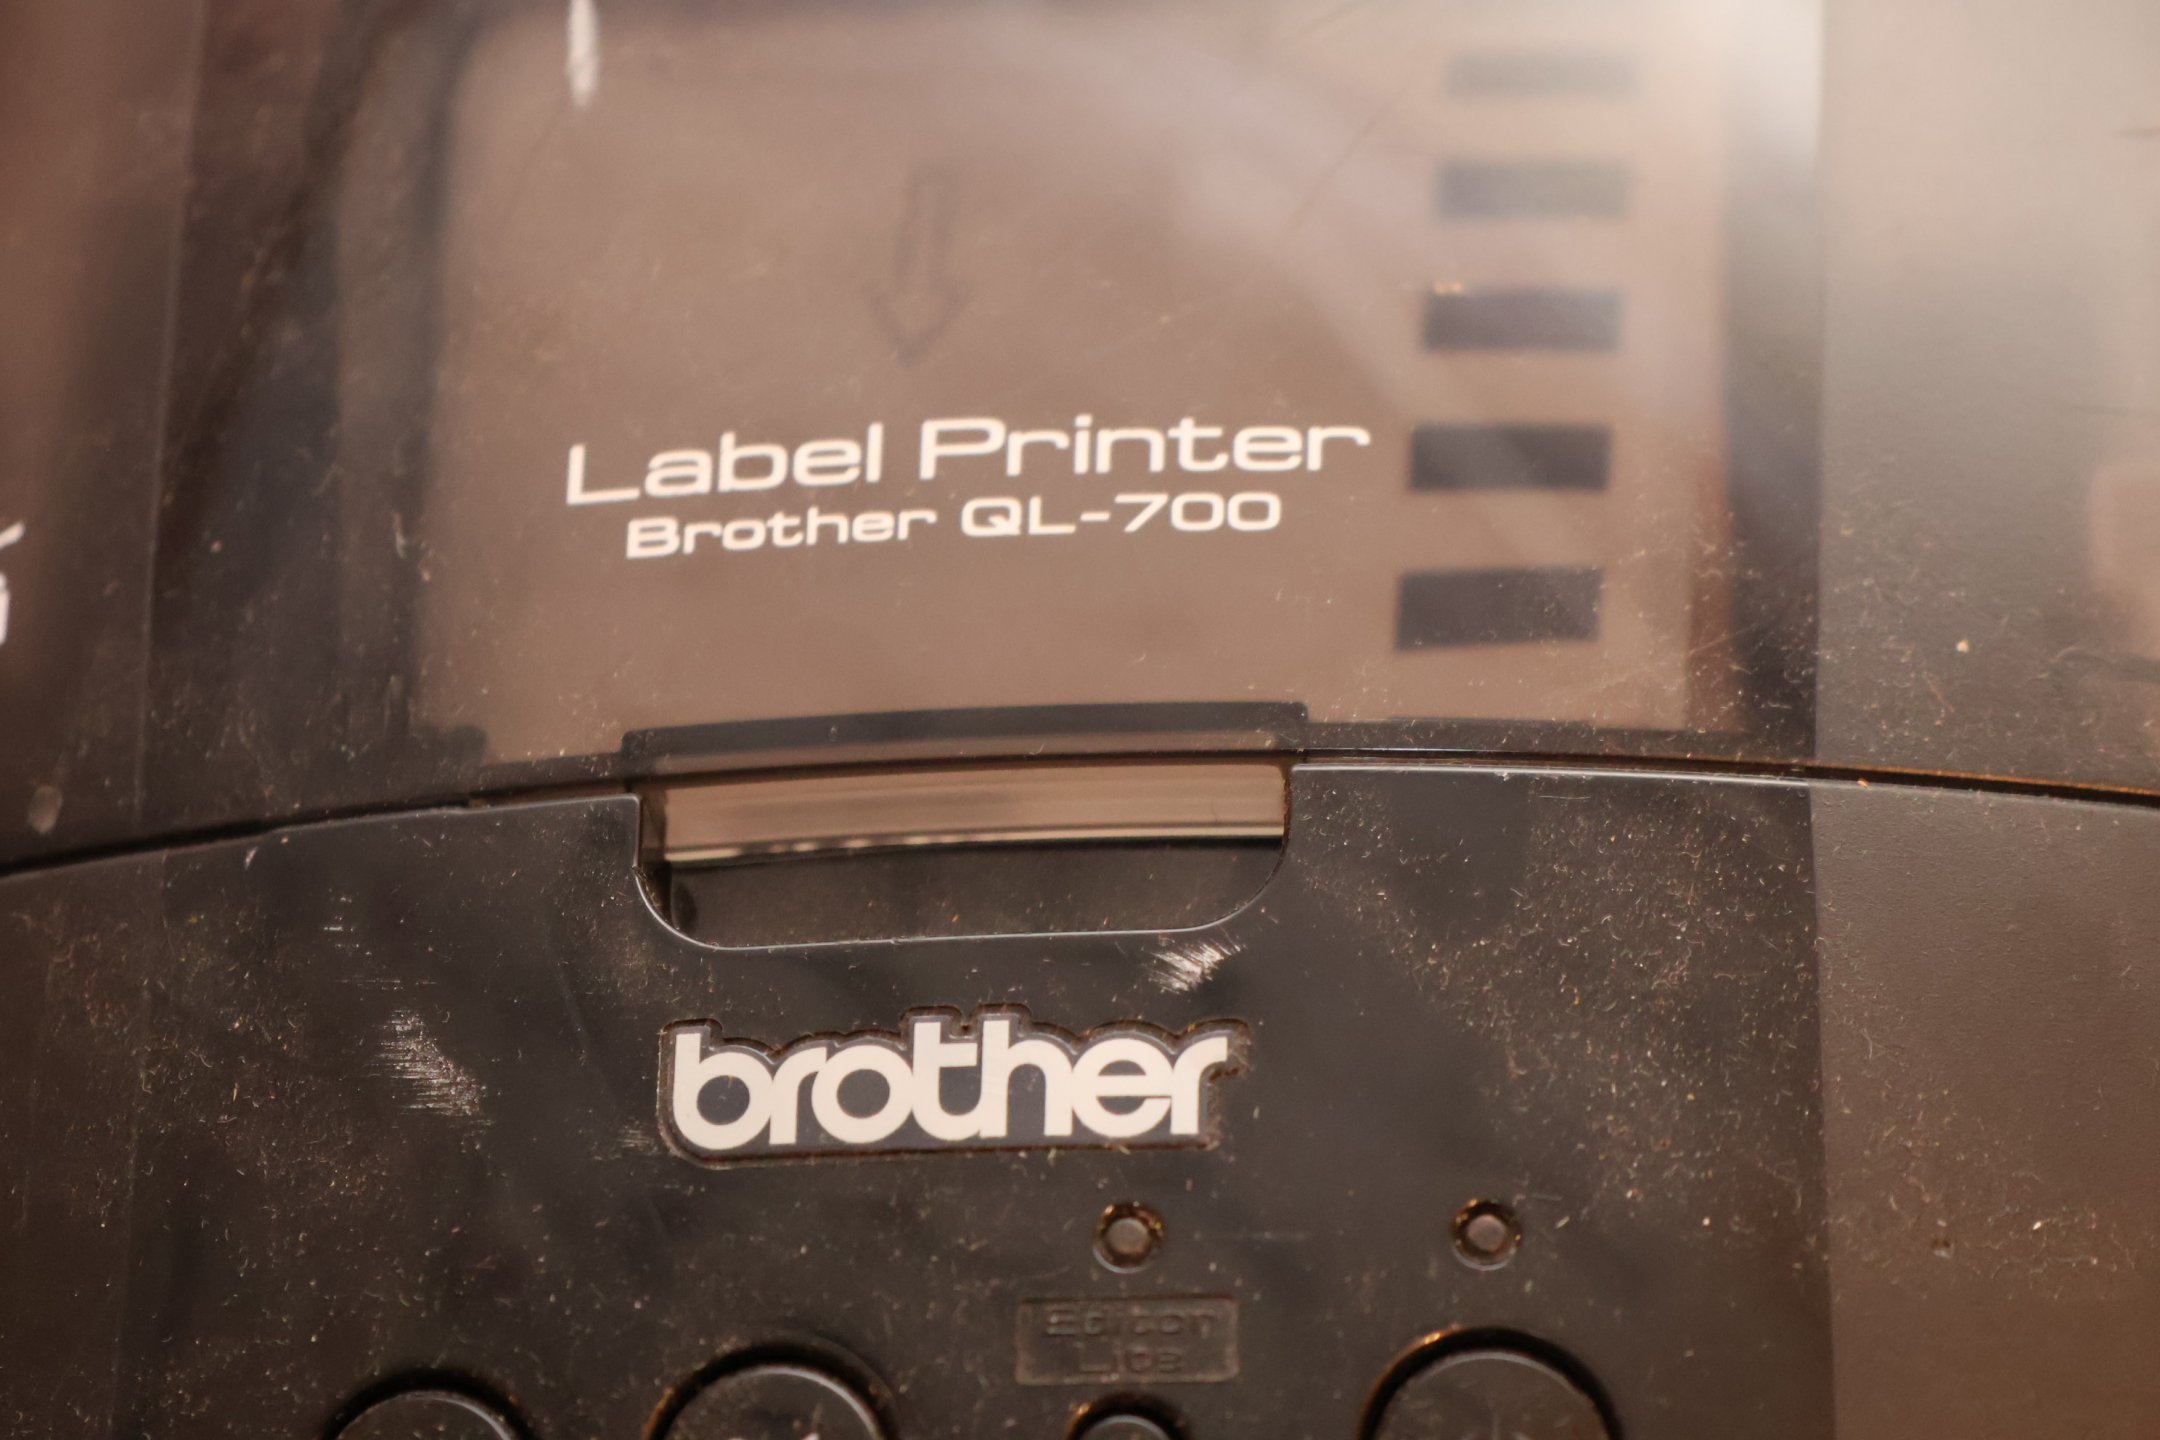 Label Printer
Brother QL-700
brother
Editor
Lite